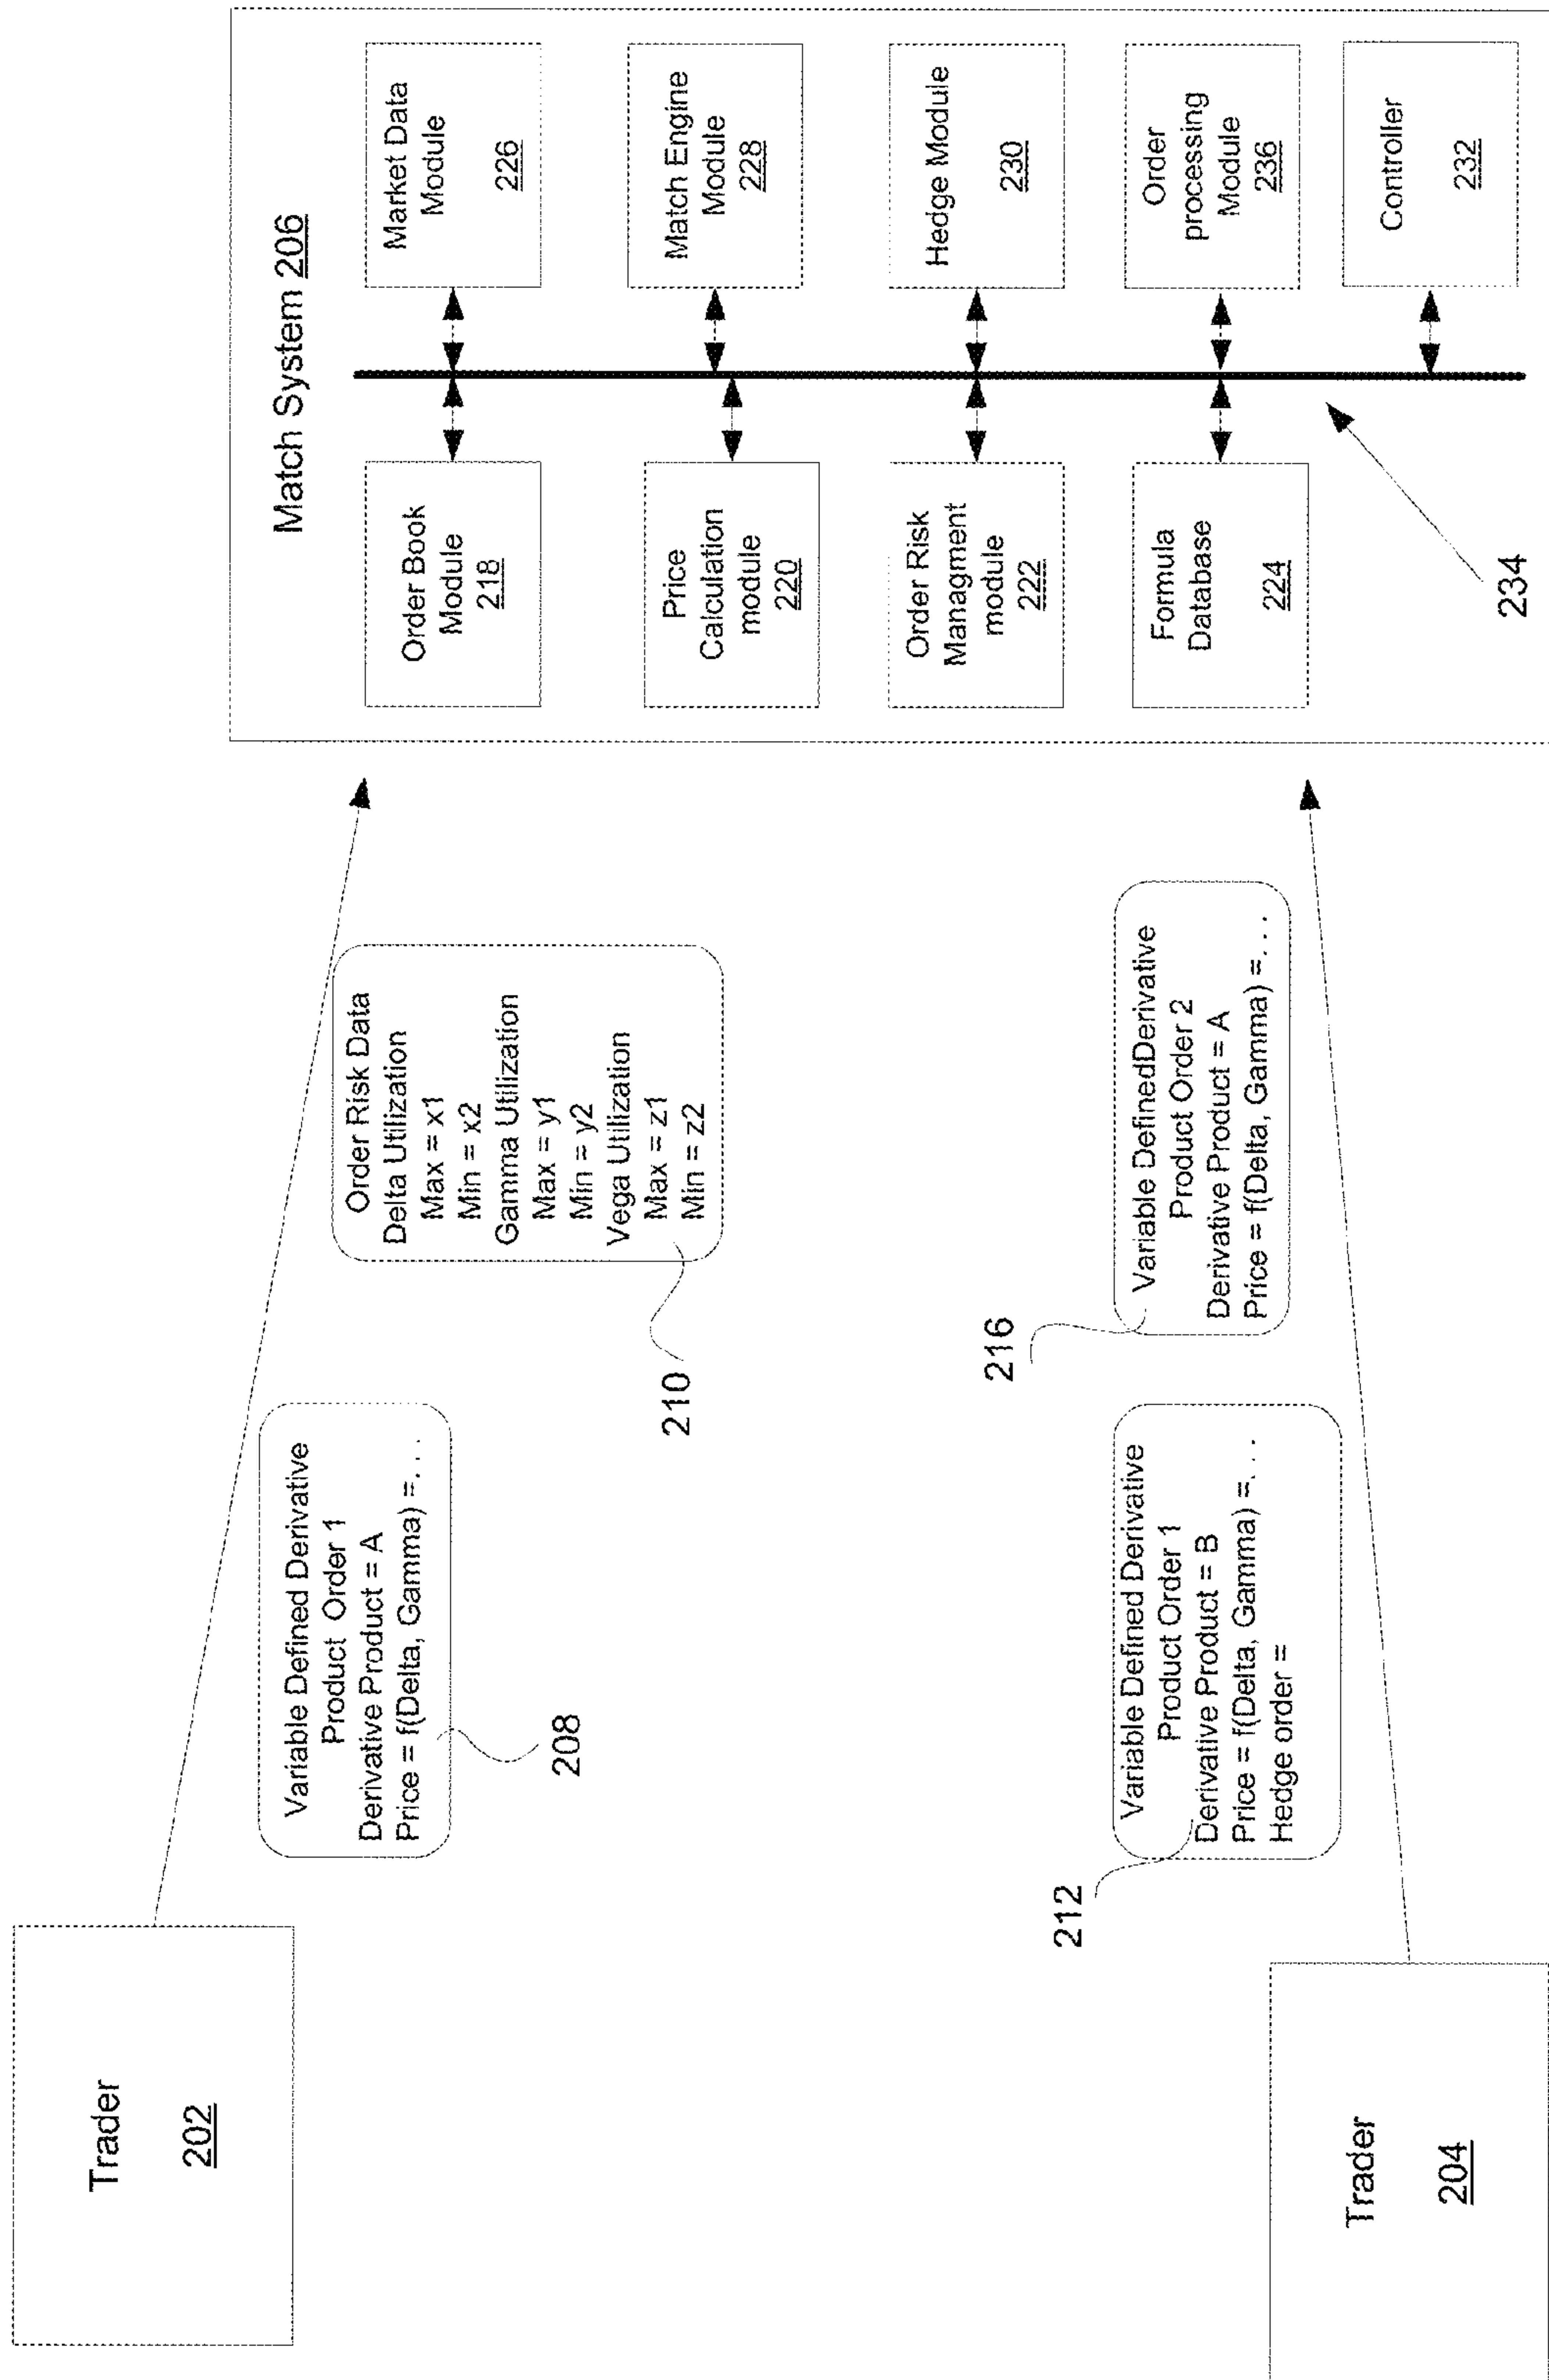 Trader
202
Variable Defined Derivative
Product Order 1
Derivative Product = A
Price = f(Delta, Gamma) =. . .
208
Order Risk Data
Delta Utilization
Max = x1
Min = x2
Gamma Utilization
Max = y1
Min = y2
Vega Utilization
Max = z1
Min = z2
210
Trader
204
Variable Defined Derivative
Product Order 1
Derivative Product = B
Price = f(Delta, Gamma) =. . .
Hedge order =
212
Variable DefinedDerivative
Product Order 2
Derivative Product = A
Price = f(Delta, Gamma) =. . .
216
Match System 206
Order Book
Module
218
Price
Calculation
module
220
Order Risk
Managment
module
222
Formula
Database
224
Market Data
Module
226
Match Engine
Module
228
Hedge Module
230
Order
processing
Module
236
Controller
232
234